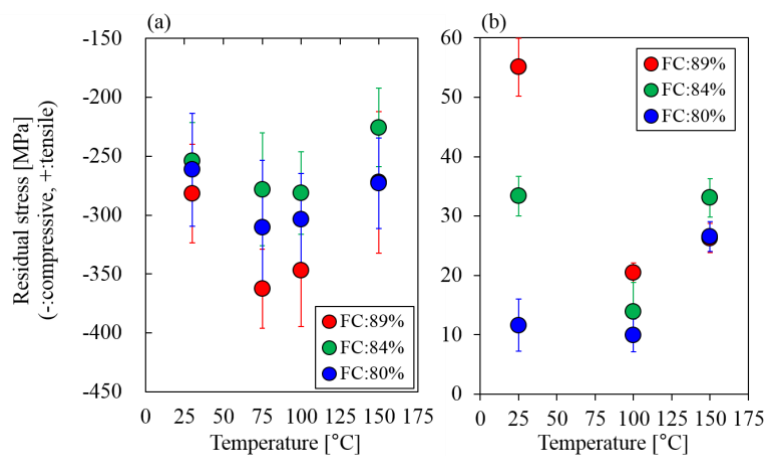 (a)
(b)
Residual stress [MPa]
(-:compressive, +:tensile)
-150
-200
-250
-300
-350
-400
-450
FC:89%
FC:84%
FC:80%
0 25 50 75 100 125 150 175
Temperature [°C]
60
50
40
30
20
10
0
FC:89%
FC:84%
FC:80%
0 25 50 75 100 125 150 175
Temperature [°C]